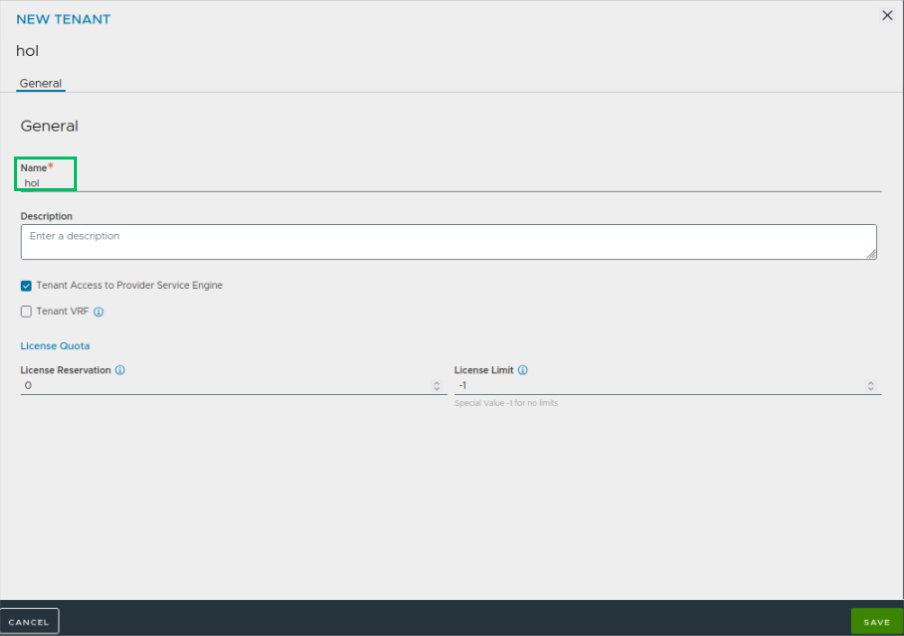 NEW TENANT
hol
General
General
Name*
hol
Description
Enter a description
Tenant Access to Provider Service Engine
Tenant VRF
License Quota
License Reservation License Limit
0 -1
Special Value -1 for no limits
CANCEL SAVE